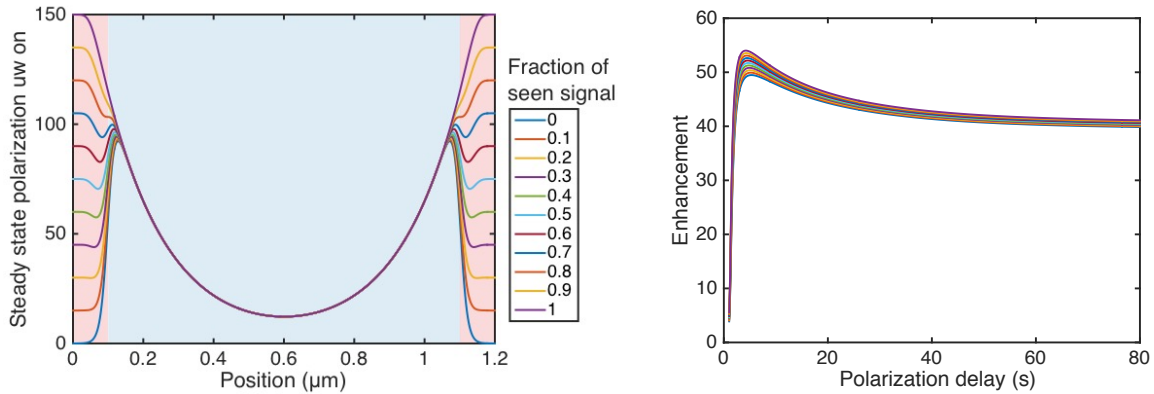 Steady state polarization uw on
150
100
50
0
0 0.2 0.4 0.6 0.8 1 1.2
Position (µm)
Fraction of
seen signal
0
0.1
0.2
0.3
0.4
0.5
0.6
0.7
0.8
0.9
1
Enhancement
60
50
40
30
20
10
0
0 20 40 60 80
Polarization delay (s)